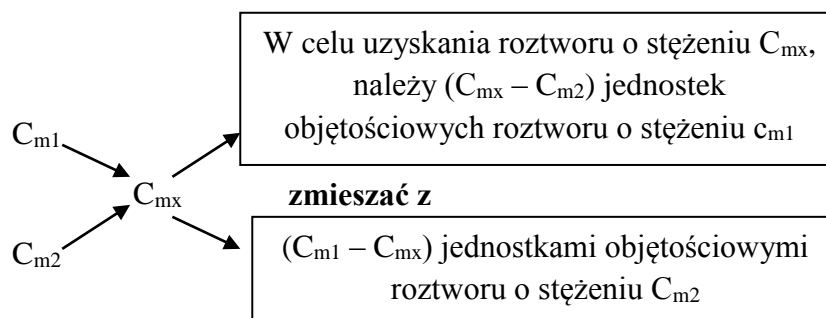 W celu uzyskania roztworu o stężeniu Cmx,
należy (Cmx – Cm2) jednostek
objętościowych roztworu o stężeniu cm1
Cm1
Cmx
zmieszać z
Cm2
(Cm1 – Cmx) jednostkami objętościowymi
roztworu o stężeniu Cm2